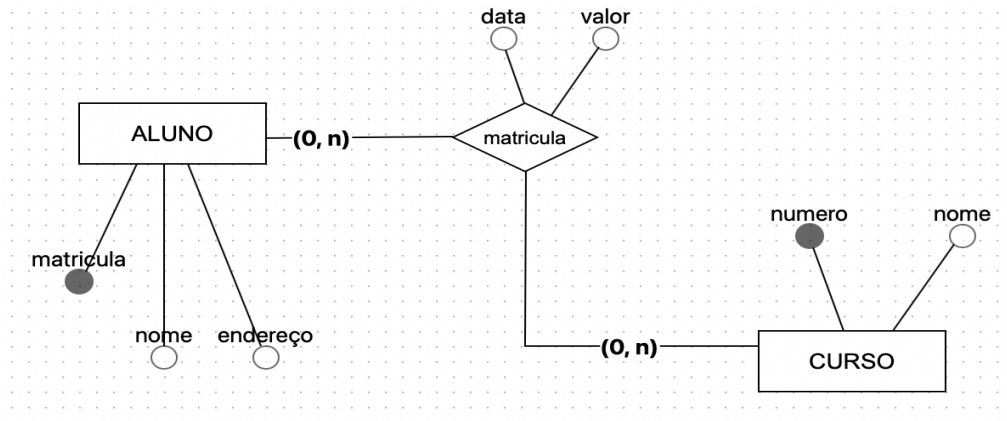 data
valor
ALUNO
(0, n)
matricula
numero
nome
matricula
nome
endereço
(0, n)
CURSO